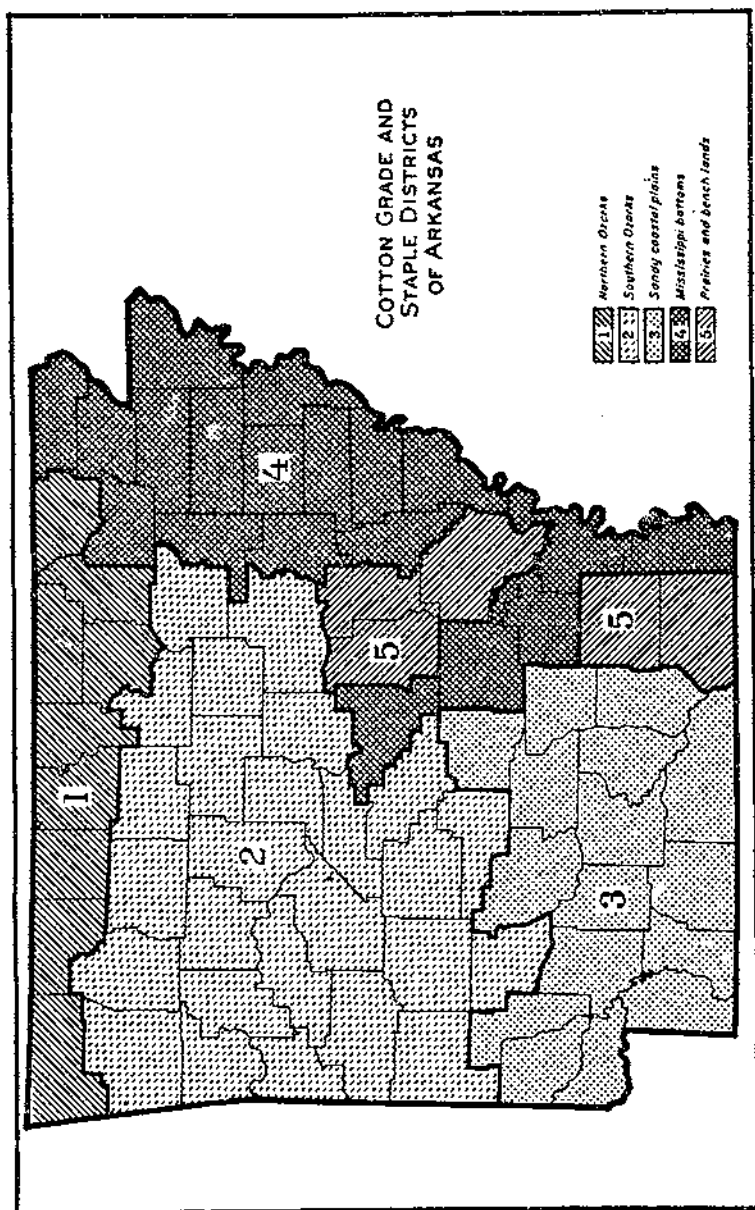 COTTON GRADE AND
STAPLE DISTRICTS
OF ARKANSAS
1 Northern Ozarks
2 Southern Ozarks
3 Sandy coastal plains
4 Mississippi bottoms
5 Prairies and bench lands
1
2
3
4
5
5